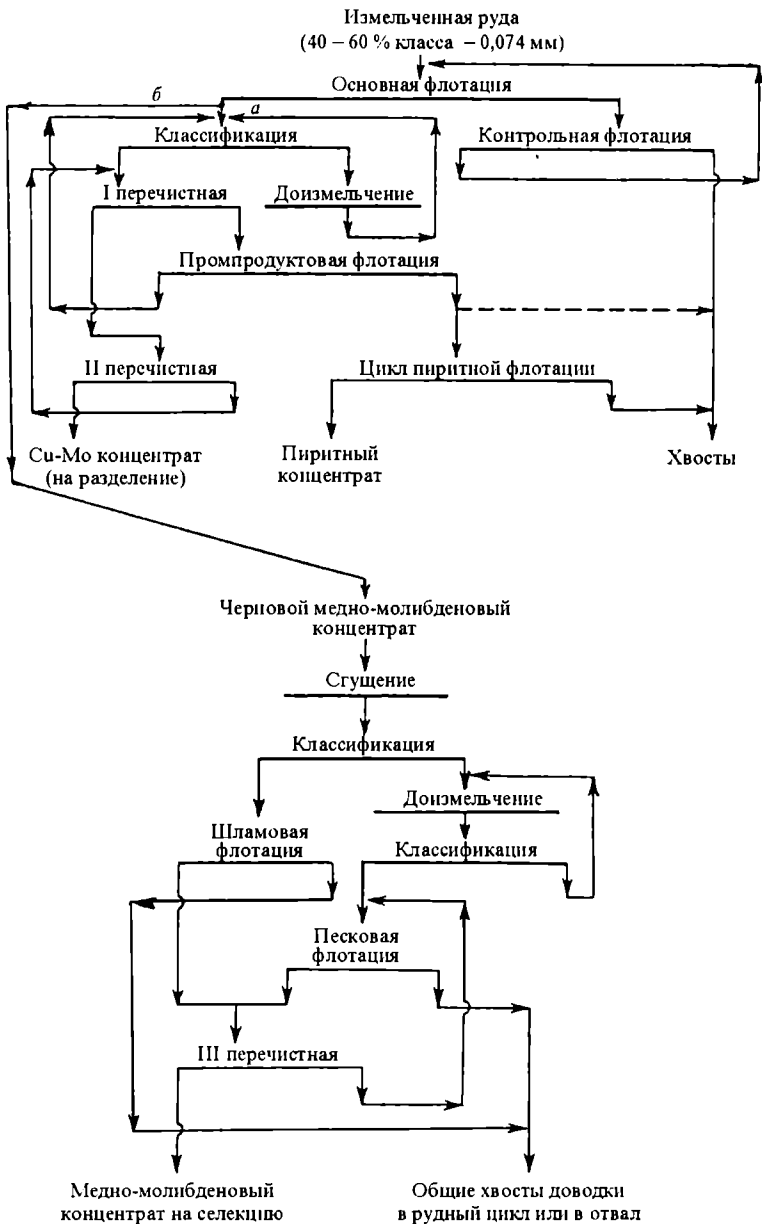 Измельченная руда
(40 – 60 % класса – 0,074 мм)
Основная флотация
б
а
Классификация
Контрольная флотация
I перечистная
Доизмельчение
Промпродуктовая флотация
II перечистная
Цикл пиритной флотации
Cu-Mo концентрат
(на разделение)
Пиритный
концентрат
Хвосты
Черновой медно-молибденовый
концентрат
Сгущение
Классификация
Доизмельчение
Шламовая
флотация
Классификация
Песковая
флотация
III перечистная
Медно-молибденовый
концентрат на селекцию
Общие хвосты доводки
в рудный цикл или в отвал